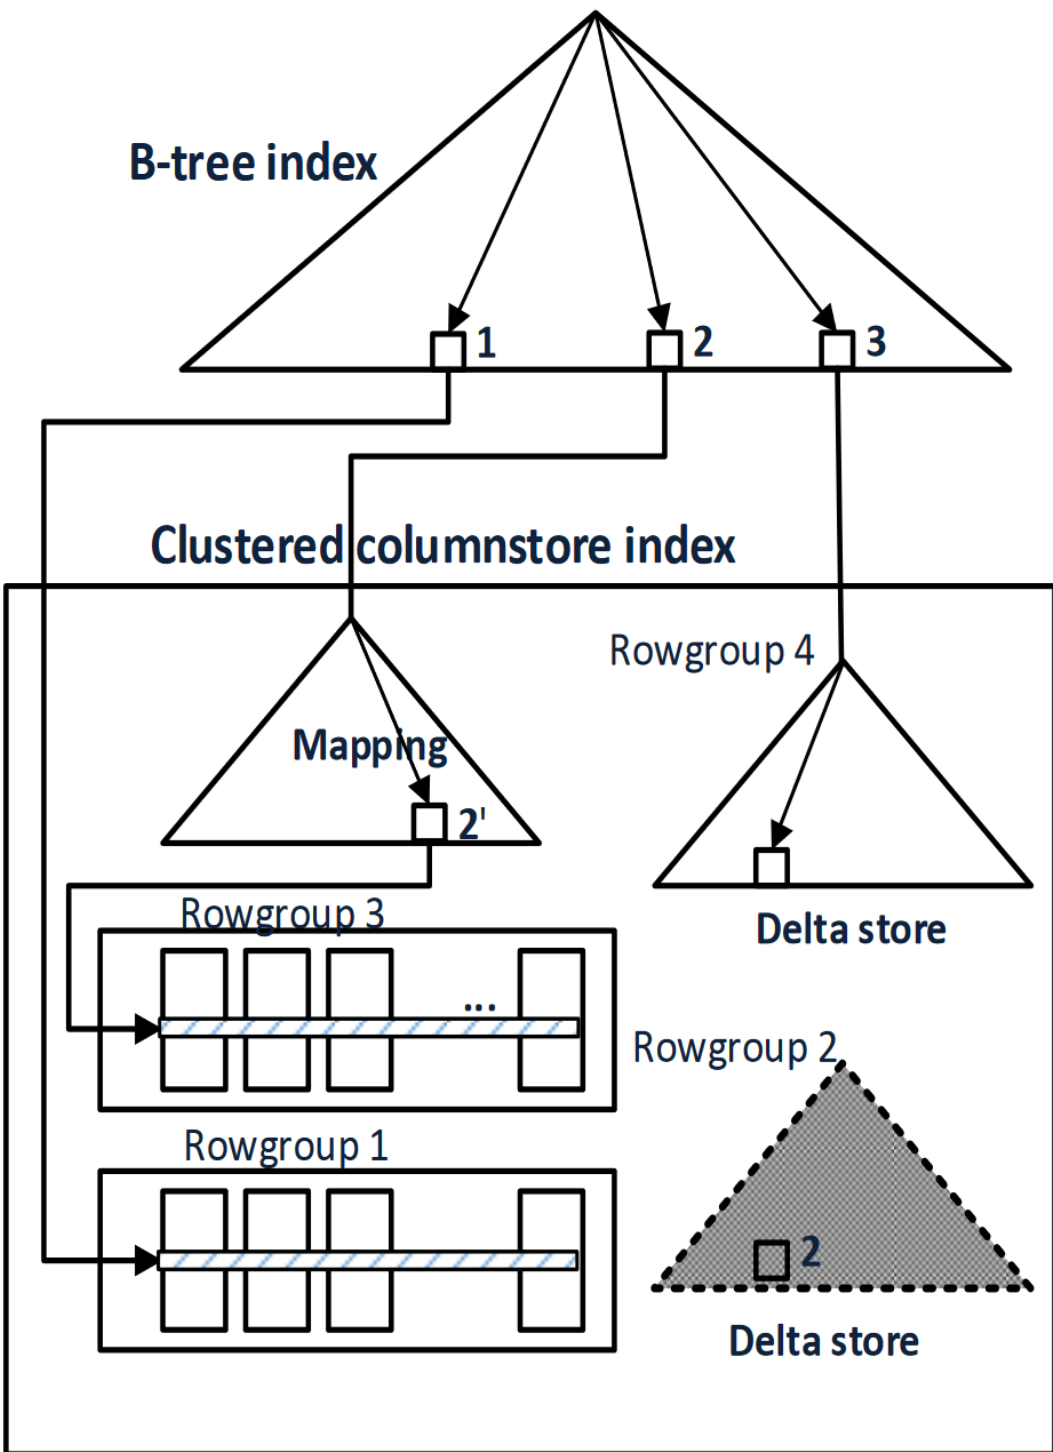 B-tree index
1
2
3
Clustered columnstore index
Rowgroup 4
Mapping
2'
Rowgroup 3
Delta store
...
Rowgroup 2
Rowgroup 1
2
Delta store